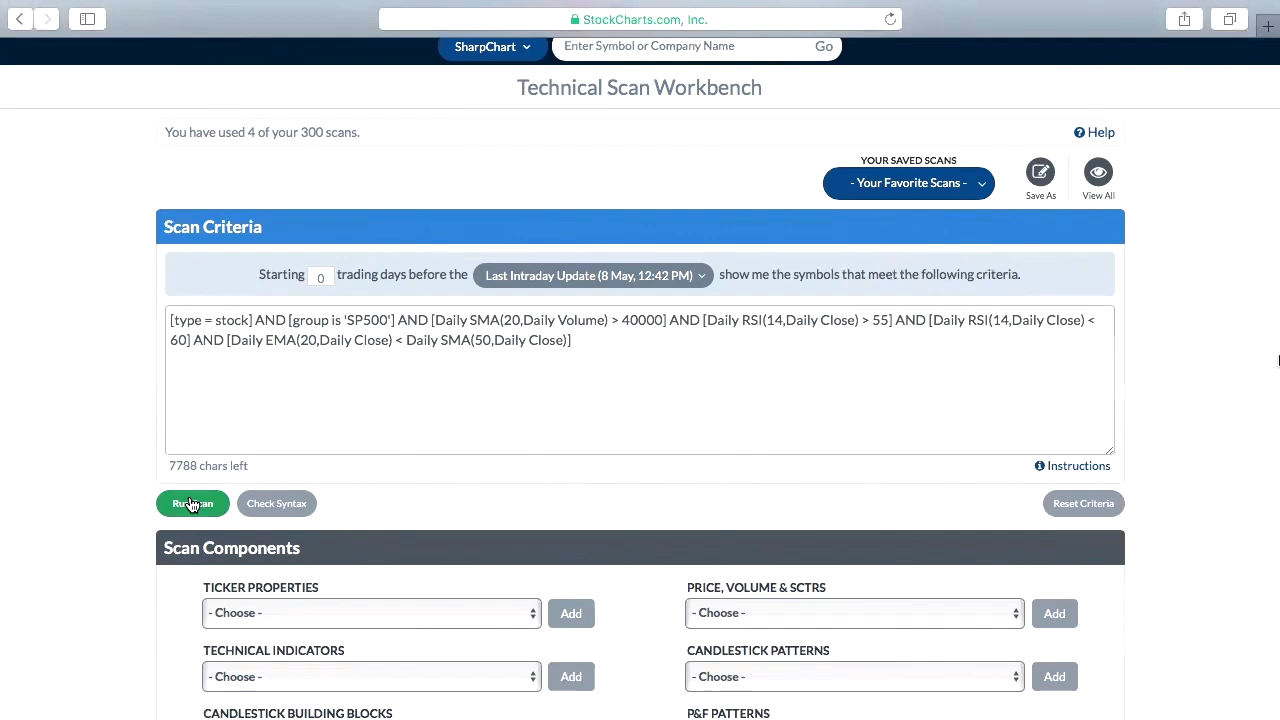 StockCharts.com, Inc.
SharpChart Enter Symbol or Company Name Go
Technical Scan Workbench
You have used 4 of your 300 scans. Help
YOUR SAVED SCANS
- Your Favorite Scans -
Save As View All
Scan Criteria
Starting 0 trading days before the Last Intraday Update (8 May, 12:42 PM) show me the symbols that meet the following criteria.
[type = stock] AND [group is 'SP500'] AND [Daily SMA(20,Daily Volume) > 40000] AND [Daily RSI(14,Daily Close) > 55] AND [Daily RSI(14,Daily Close) <
60] AND [Daily EMA(20,Daily Close) < Daily SMA(50,Daily Close)]
7788 chars left Instructions
Check Syntax Reset Criteria
Scan Components
TICKER PROPERTIES PRICE, VOLUME & SCTRS
- Choose - Add - Choose - Add
TECHNICAL INDICATORS CANDLESTICK PATTERNS
- Choose - Add - Choose - Add
CANDLESTICK BUILDING BLOCKS P&F PATTERNS